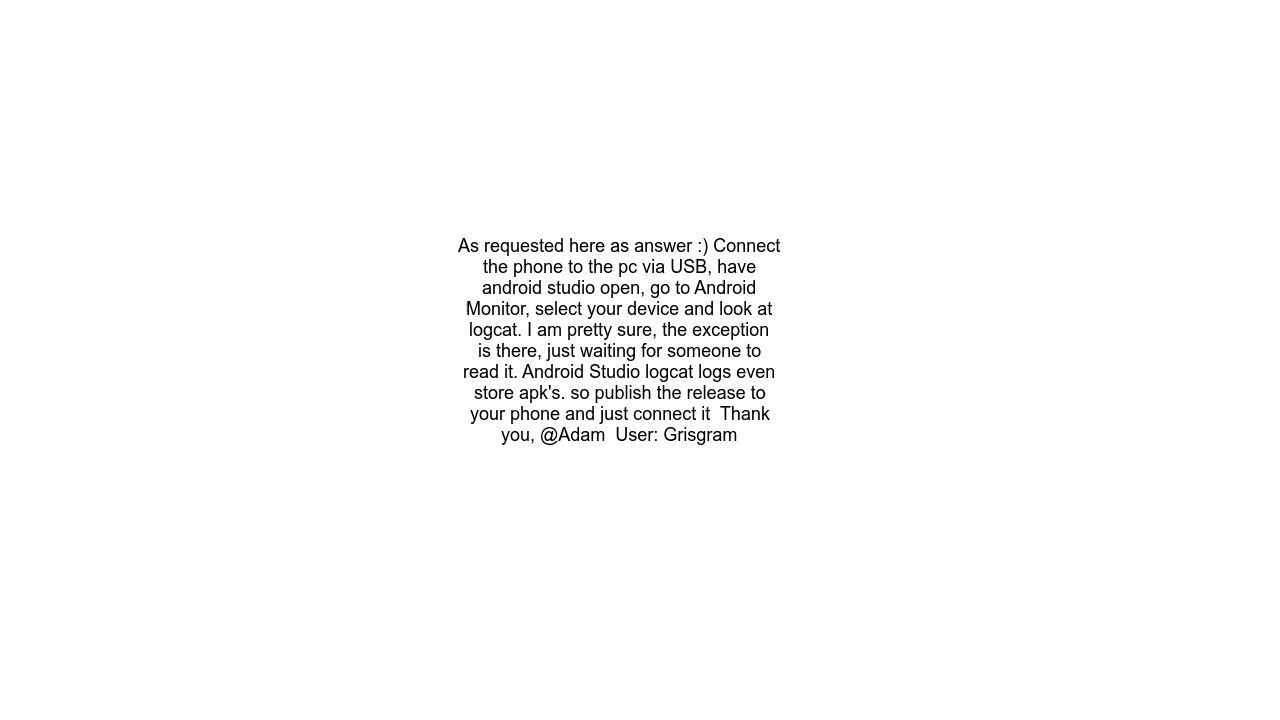 As requested here as answer :) Connect
the phone to the pc via USB, have
android studio open, go to Android
Monitor, select your device and look at
logcat. I am pretty sure, the exception
is there, just waiting for someone to
read it. Android Studio logcat logs even
store apk's. so publish the release to
your phone and just connect it  Thank
you, @Adam  User: Grisgram